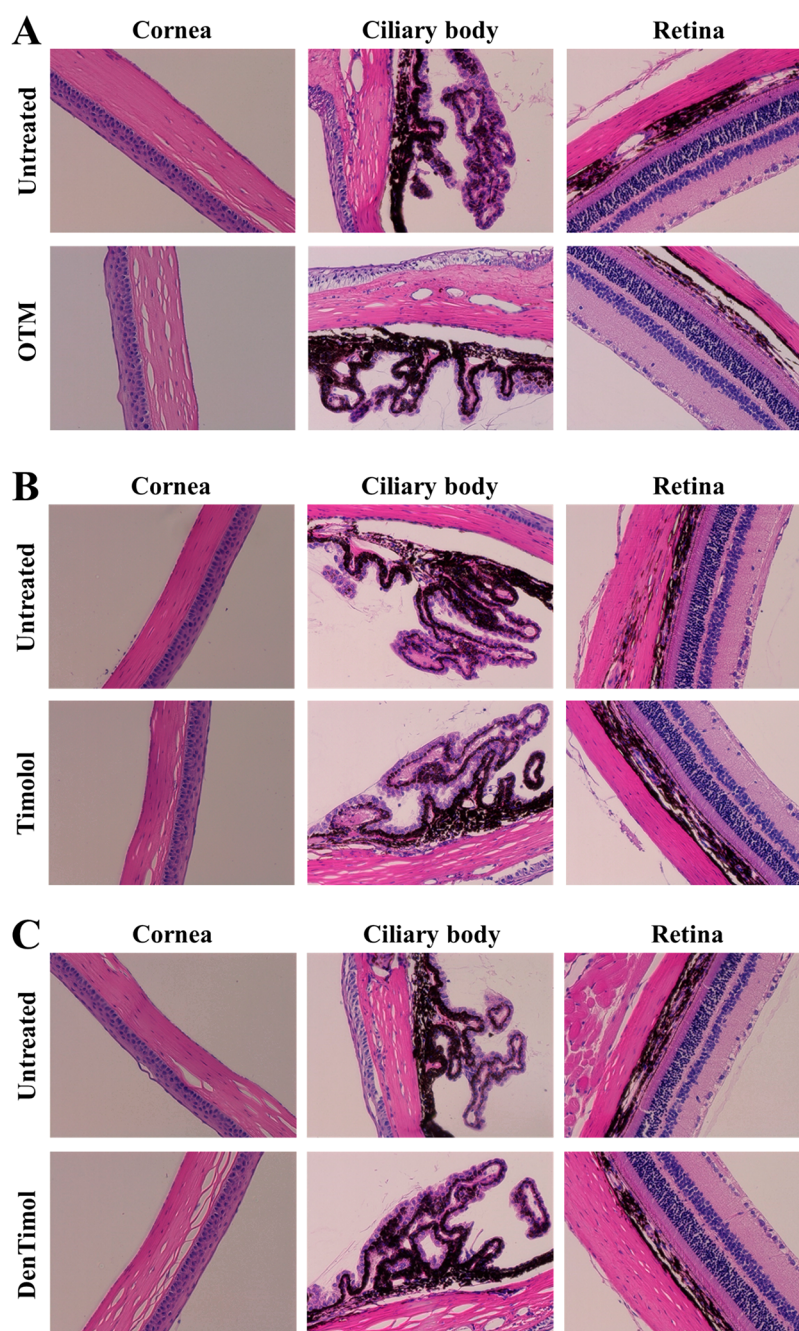 A
Cornea Ciliary body Retina
Untreated
OTM
B
Cornea Ciliary body Retina
Untreated
Timolol
C
Cornea Ciliary body Retina
Untreated
DenTimol